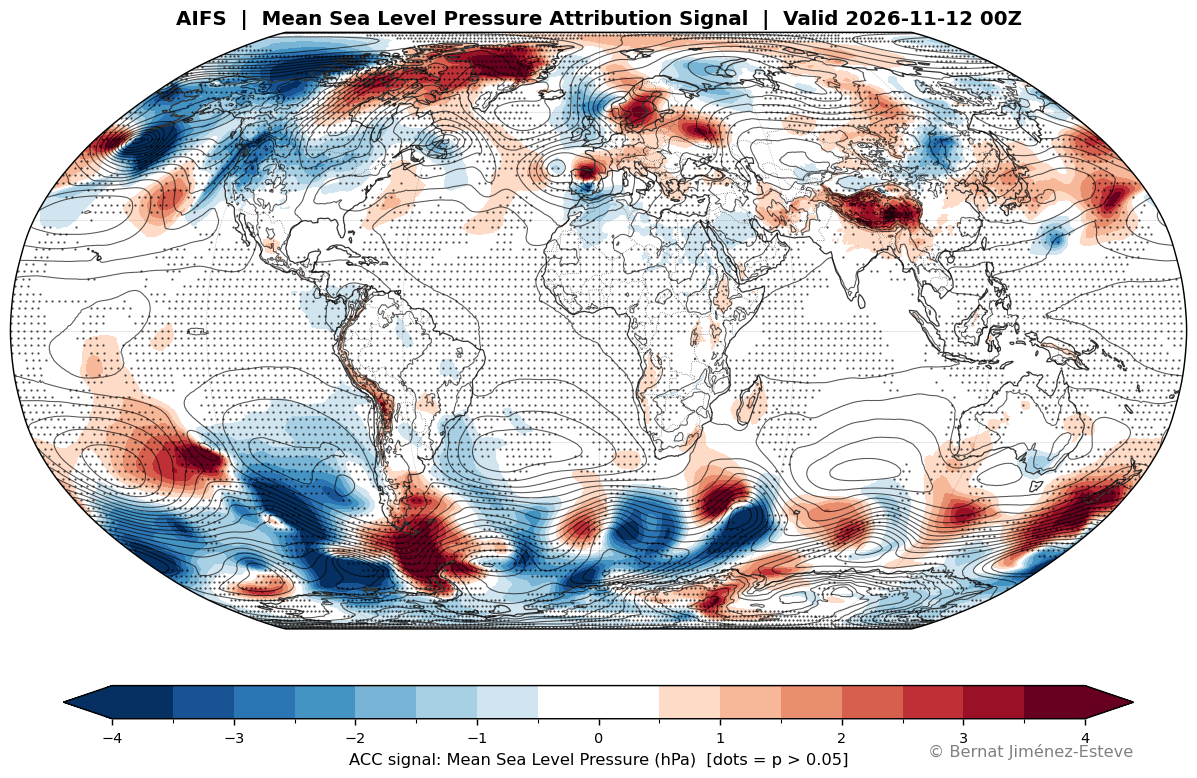 AIFS | Mean Sea Level Pressure Attribution Signal | Valid 2026-11-12 00Z
−4 −3 −2 −1 0 1 2 3 4
ACC signal: Mean Sea Level Pressure (hPa) [dots = p > 0.05]
© Bernat Jiménez-Esteve